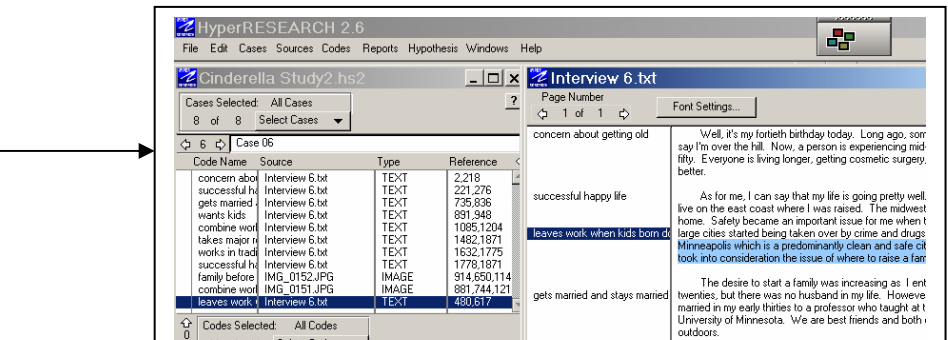 HyperRESEARCH 2.6
File Edit Cases Sources Codes Reports Hypothesis Windows Help
Cinderella Study2.hs2
Cases Selected: All Cases
?
8 of 8 Select Cases
6 Case 06
Code Name Source Type Reference
concern abou Interview 6.txt TEXT 2,218
successful ha Interview 6.txt TEXT 221,276
gets married Interview 6.txt TEXT 735,836
wants kids Interview 6.txt TEXT 891,948
combine worl Interview 6.txt TEXT 1085,1204
takes major r Interview 6.txt TEXT 1482,1871
works in tradi Interview 6.txt TEXT 1632,1775
successful ha Interview 6.txt TEXT 1778,1871
family before IMG_0152.JPG IMAGE 914,650,114
combine worl IMG_0151.JPG IMAGE 881,744,121
leaves work Interview 6.txt TEXT 480,617
0 Codes Selected: All Codes
Interview 6.txt
Page Number
1 of 1 Font Settings...
concern about getting old
Well, it's my fortieth birthday today. Long ago, som
say I'm over the hill. Now, a person is experiencing mid-
fifty. Everyone is living longer, getting cosmetic surgery,
better.
successful happy life
As for me, I can say that my life is going pretty well.
live on the east coast where I was raised. The midwest
home. Safety became an important issue for me when t
leaves work when kids born do
large cities started being taken over by crime and drugs
Minneapolis which is a predominantly clean and safe cit
took into consideration the issue of where to raise a fam
The desire to start a family was increasing as I ent
gets married and stays married
twenties, but there was no husband in my life. Howeve
married in my early thirties to a professor who taught at t
University of Minnesota. We are best friends and both
outdoors.